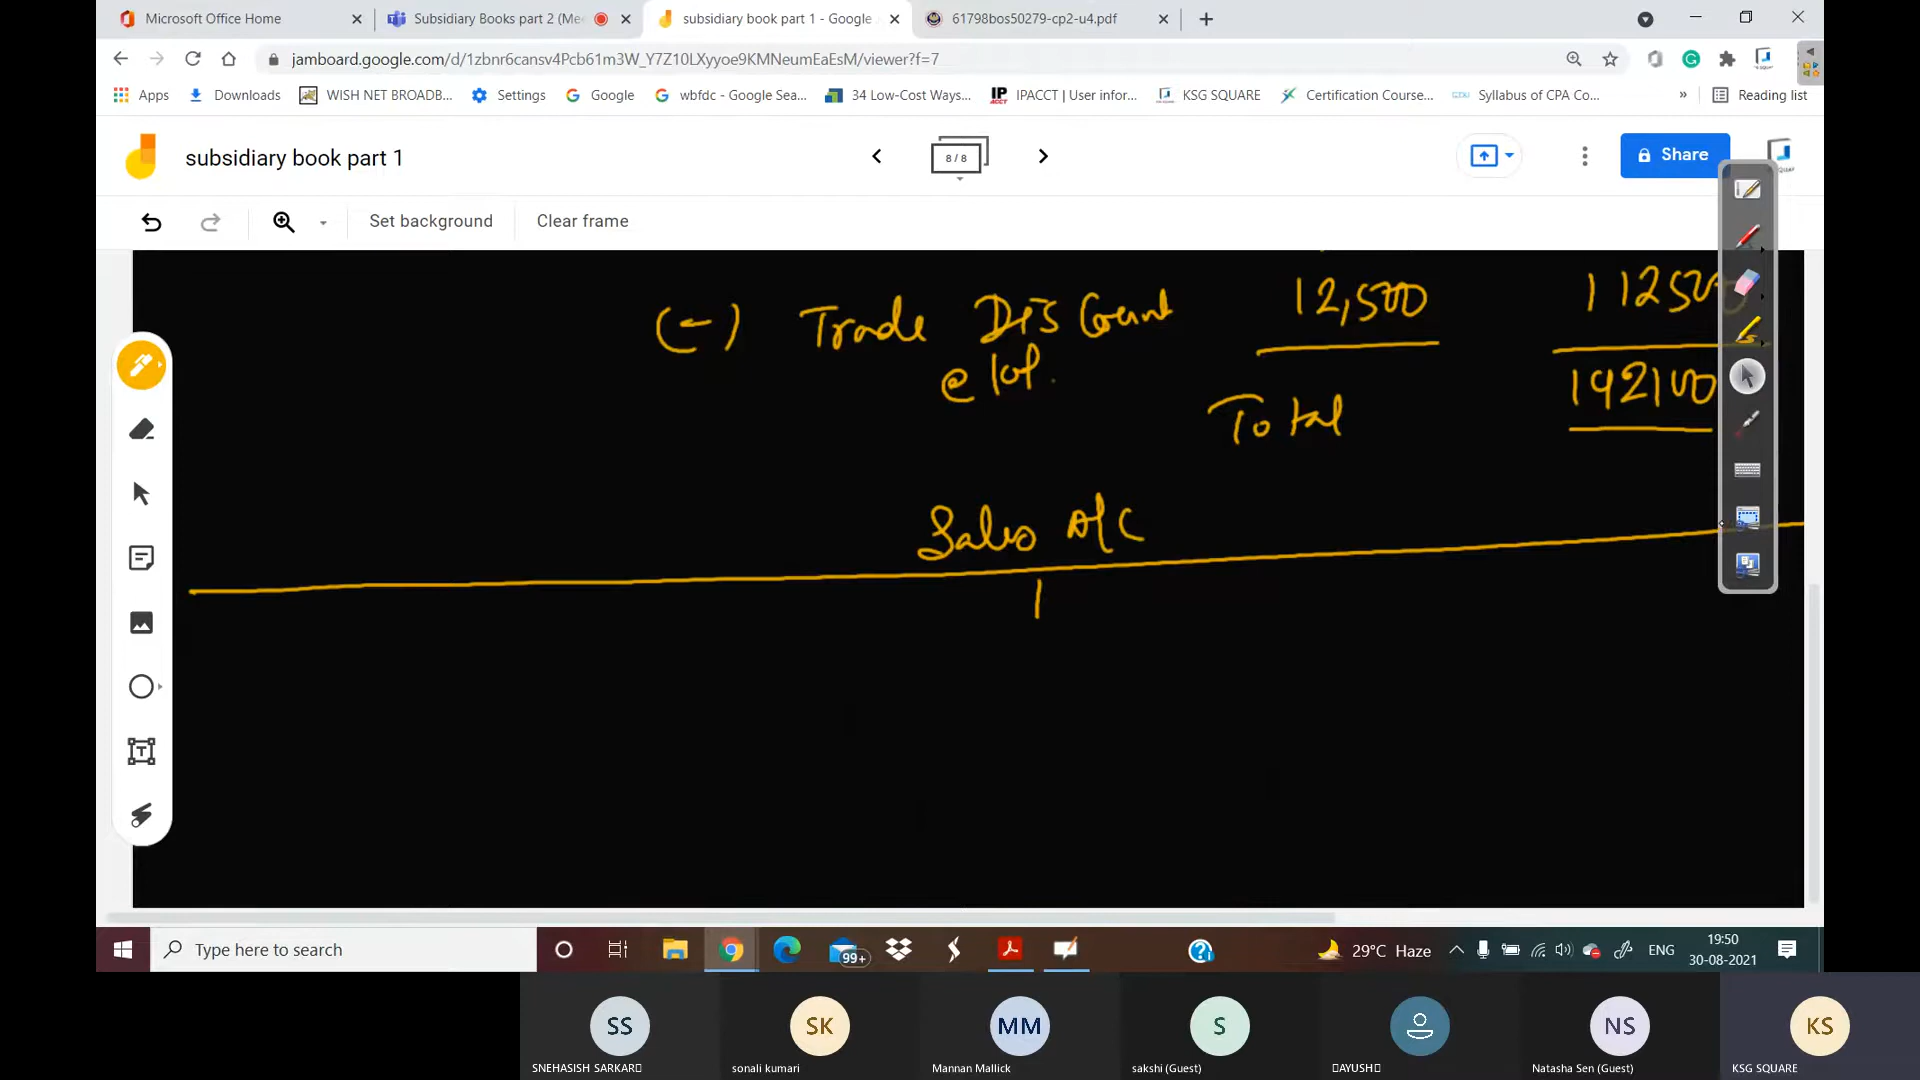 Microsoft Office Home
Subsidiary Books part 2 (Mee
subsidiary book part 1 - Google
61798bos50279-cp2-u4.pdf
jamboard.google.com/d/1zbnr6cansv4Pcb61m3W_Y7Z10LXyyoe9KMNeumEaEsM/viewer?f=7
Apps Downloads WISH NET BROADB... Settings Google wbfdc - Google Sea... 34 Low-Cost Ways... IPACCT | User infor... KSG SQUARE Certification Course... Syllabus of CPA Co... » Reading list
subsidiary book part 1
8 / 8
Share
Set background Clear frame
(-) Trade Discount 12,500 112500
@ 10%
Total 192100
Sales A/C
Type here to search
99+
29°C Haze
ENG
19:50
30-08-2021
SS SK MM S NS KS
SNEHASISH SARKAR
sonali kumari
Mannan Mallick
sakshi (Guest)
AYUSH
Natasha Sen (Guest)
KSG SQUARE